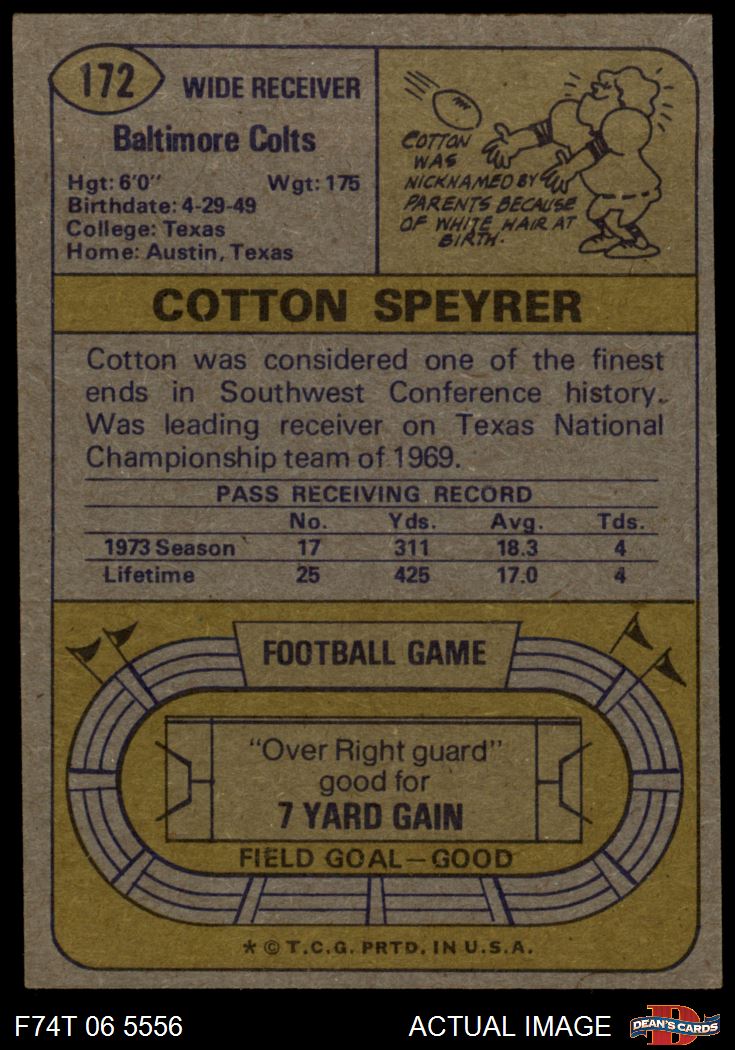 172
WIDE RECEIVER
Baltimore Colts
Hgt: 6'0" Wgt: 175
Birthdate: 4-29-49
College: Texas
Home: Austin, Texas
COTTON
WAS
NICKNAMED BY
PARENTS BECAUSE
OF WHITE HAIR AT
BIRTH.
COTTON SPEYRER
Cotton was considered one of the finest
ends in Southwest Conference history.
Was leading receiver on Texas National
Championship team of 1969.
PASS RECEIVING RECORD
No. Yds. Avg. Tds.
1973 Season 17 311 18.3 4
Lifetime 25 425 17.0 4
FOOTBALL GAME
"Over Right guard"
good for
7 YARD GAIN
FIELD GOAL—GOOD
* © T.C.G. PRTD. IN U.S.A.
F74T 06 5556 ACTUAL IMAGE DEAN'S CARDS